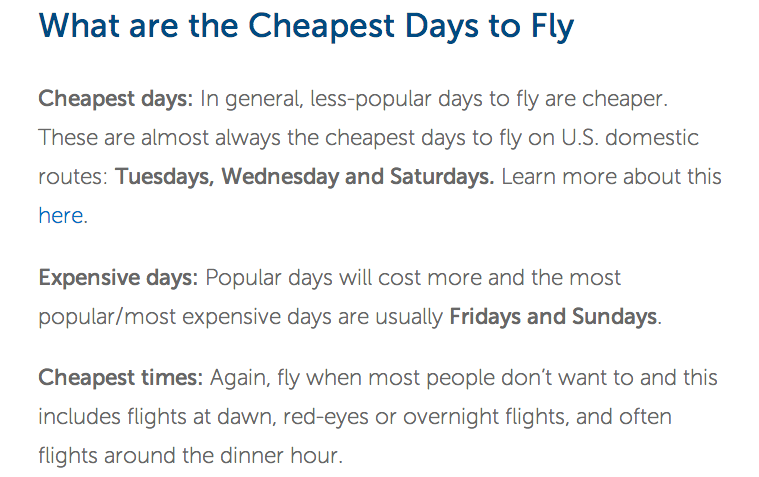 What are the Cheapest Days to Fly
Cheapest days: In general, less-popular days to fly are cheaper.
These are almost always the cheapest days to fly on U.S. domestic
routes: Tuesdays, Wednesday and Saturdays. Learn more about this
here.
Expensive days: Popular days will cost more and the most
popular/most expensive days are usually Fridays and Sundays.
Cheapest times: Again, fly when most people don’t want to and this
includes flights at dawn, red-eyes or overnight flights, and often
flights around the dinner hour.